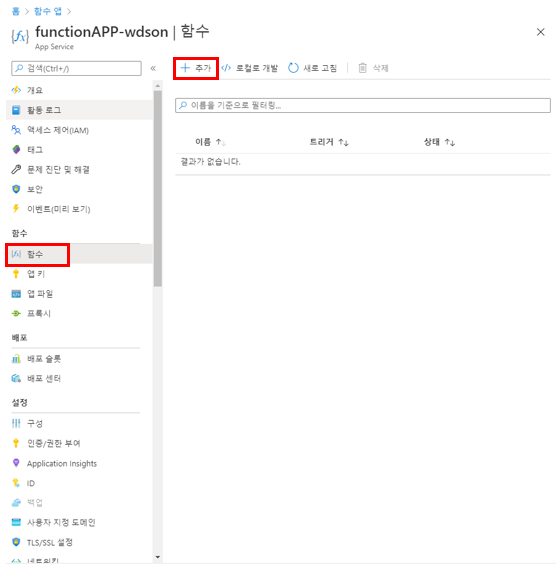 홈 > 함수 앱 >
functionAPP-wdson | 함수
App Service
검색(Ctrl+/)
개요
활동 로그
액세스 제어(IAM)
태그
문제 진단 및 해결
보안
이벤트(미리 보기)
함수
함수
앱 키
앱 파일
프록시
배포
배포 슬롯
배포 센터
설정
구성
인증/권한 부여
Application Insights
ID
백업
사용자 지정 도메인
TLS/SSL 설정
네트워킹
추가 로컬로 개발 새로 고침 삭제
이름을 기준으로 필터링...
이름 트리거 상태
결과가 없습니다.